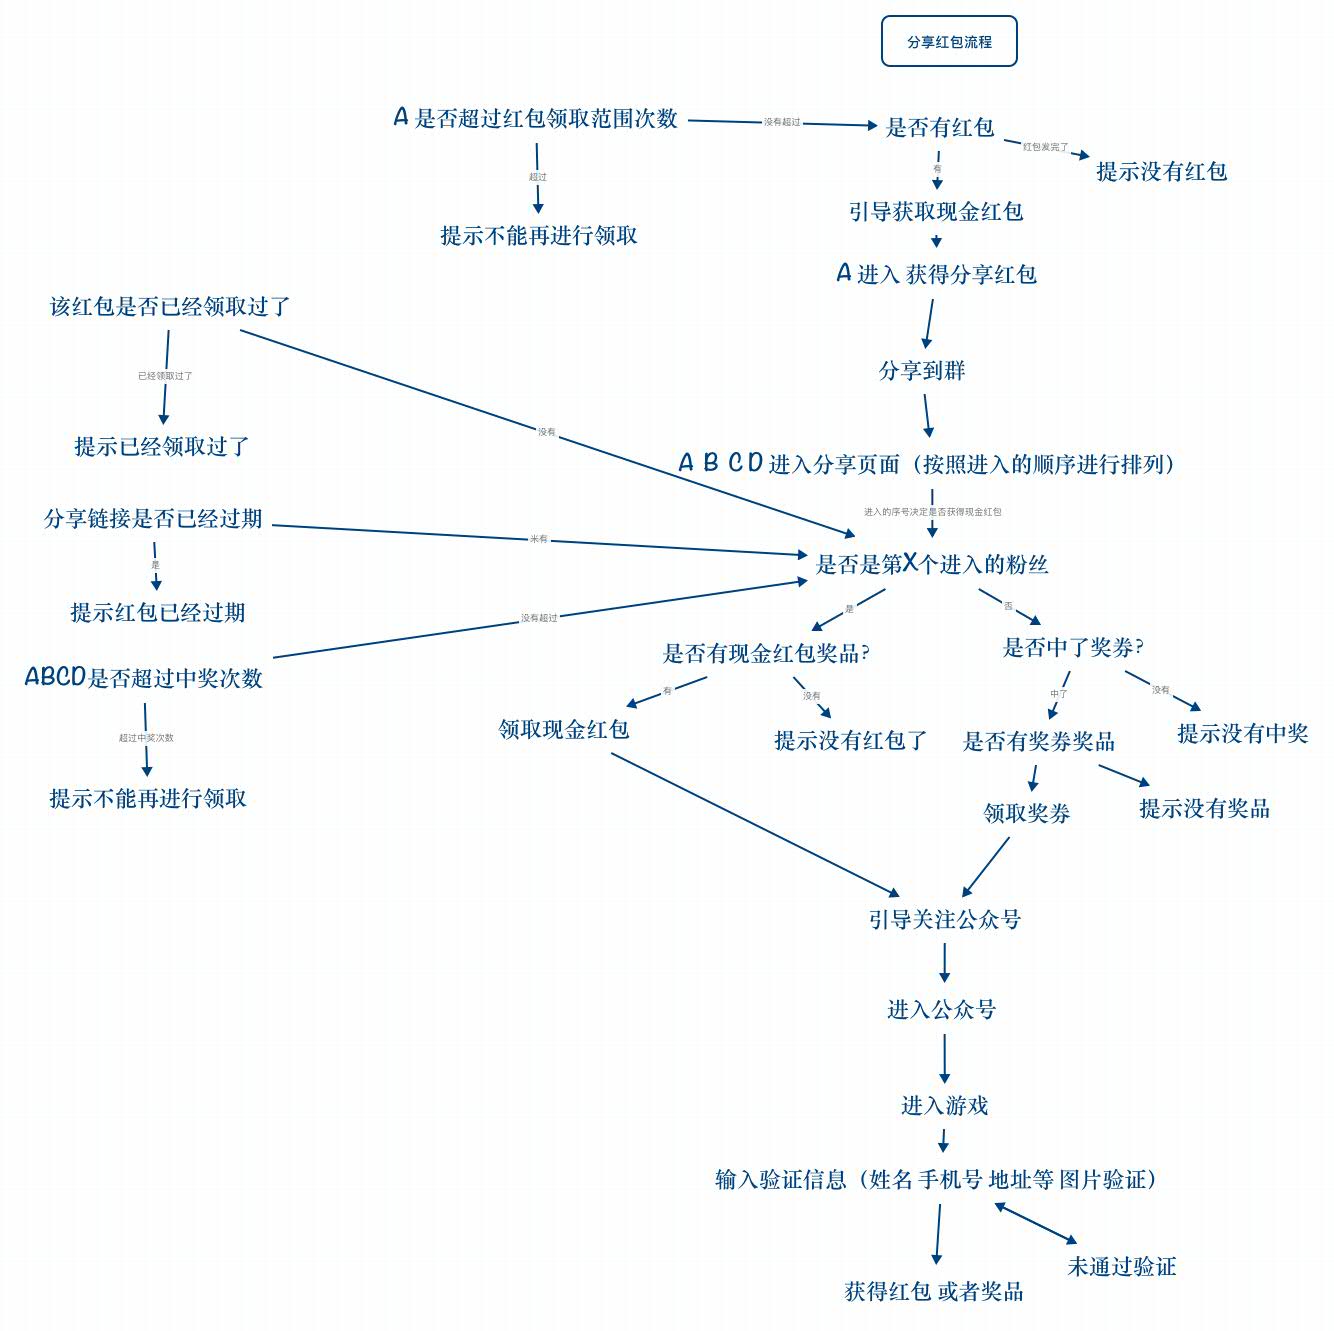 分享红包流程
A 是否超过红包领取范围次数
没有超过
是否有红包
红包发完了
提示没有红包
超过
有
提示不能再进行领取
引导获取现金红包
A 进入 获得分享红包
该红包是否已经领取过了
已经领取过了
没有
提示已经领取过了
分享到群
A B C D 进入分享页面（按照进入的顺序进行排列）
进入的序号决定是否获得现金红包
分享链接是否已经过期
米有
是
提示红包已经过期
是否是第X个进入的粉丝
没有超过
ABCD是否超过中奖次数
超过中奖次数
提示不能再进行领取
是
否
是否有现金红包奖品?
是否中了奖券?
有
没有
中了
没有
领取现金红包
提示没有红包了
是否有奖券奖品
提示没有中奖
领取奖券
提示没有奖品
引导关注公众号
进入公众号
进入游戏
输入验证信息（姓名 手机号 地址等 图片验证）
未通过验证
获得红包 或者奖品